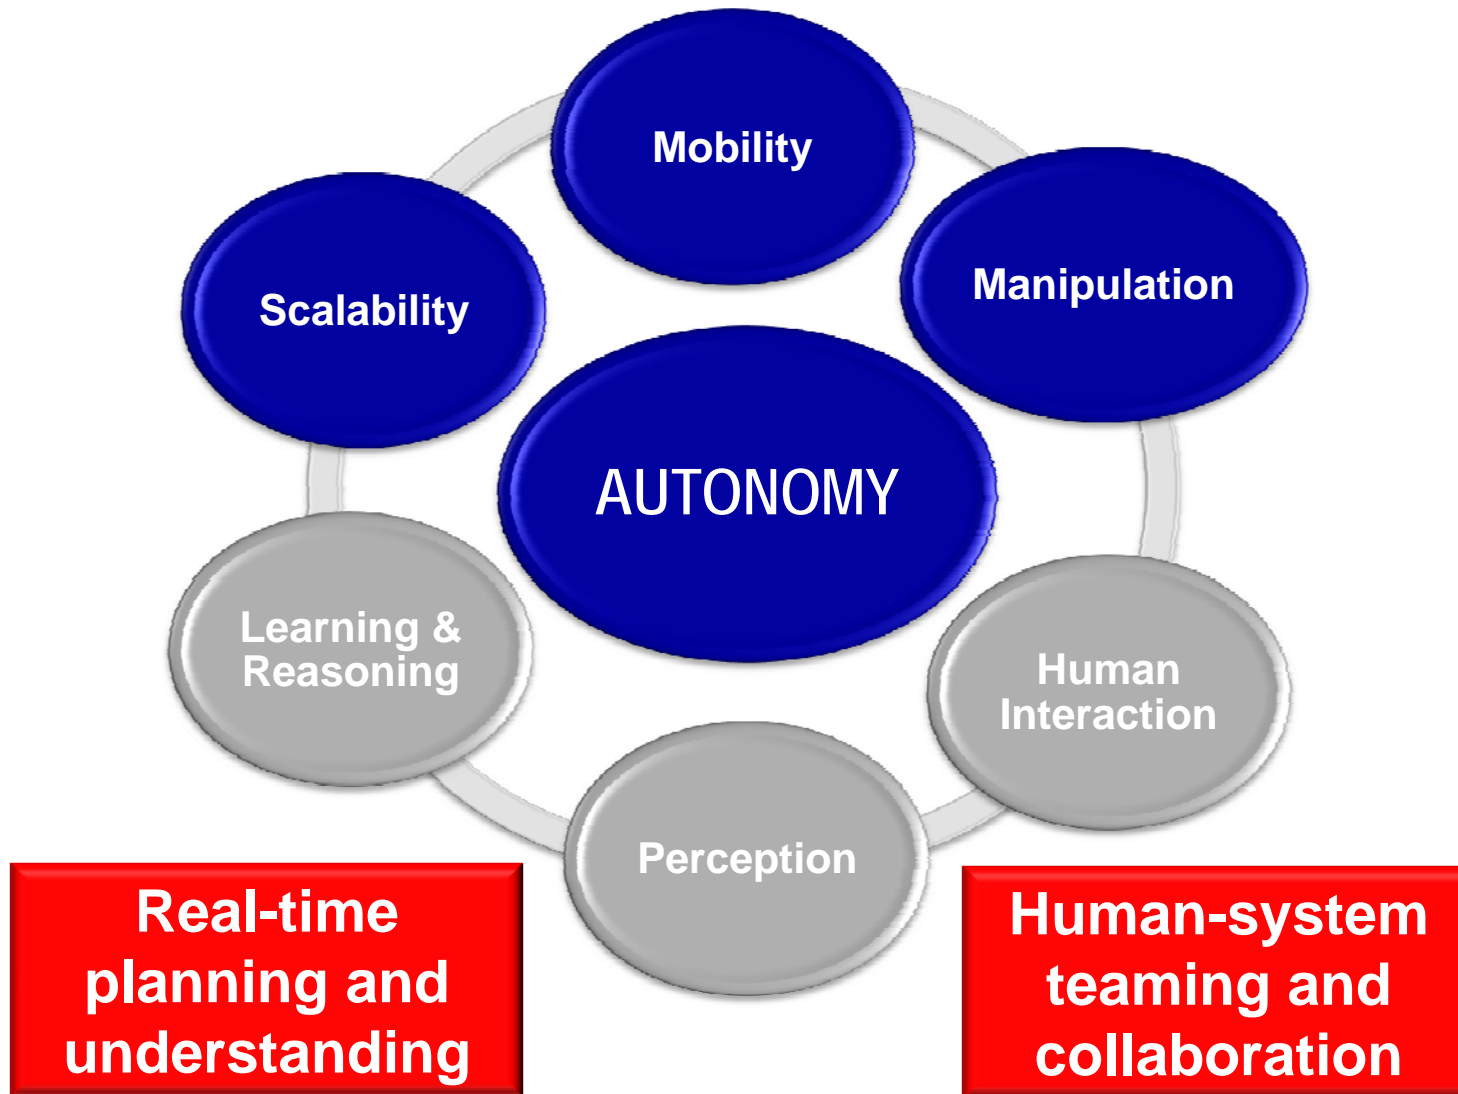 Mobility
Manipulation
Scalability
AUTONOMY
Learning &
Reasoning
Human
Interaction
Perception
Real-time
planning and
understanding
Human-system
teaming and
collaboration